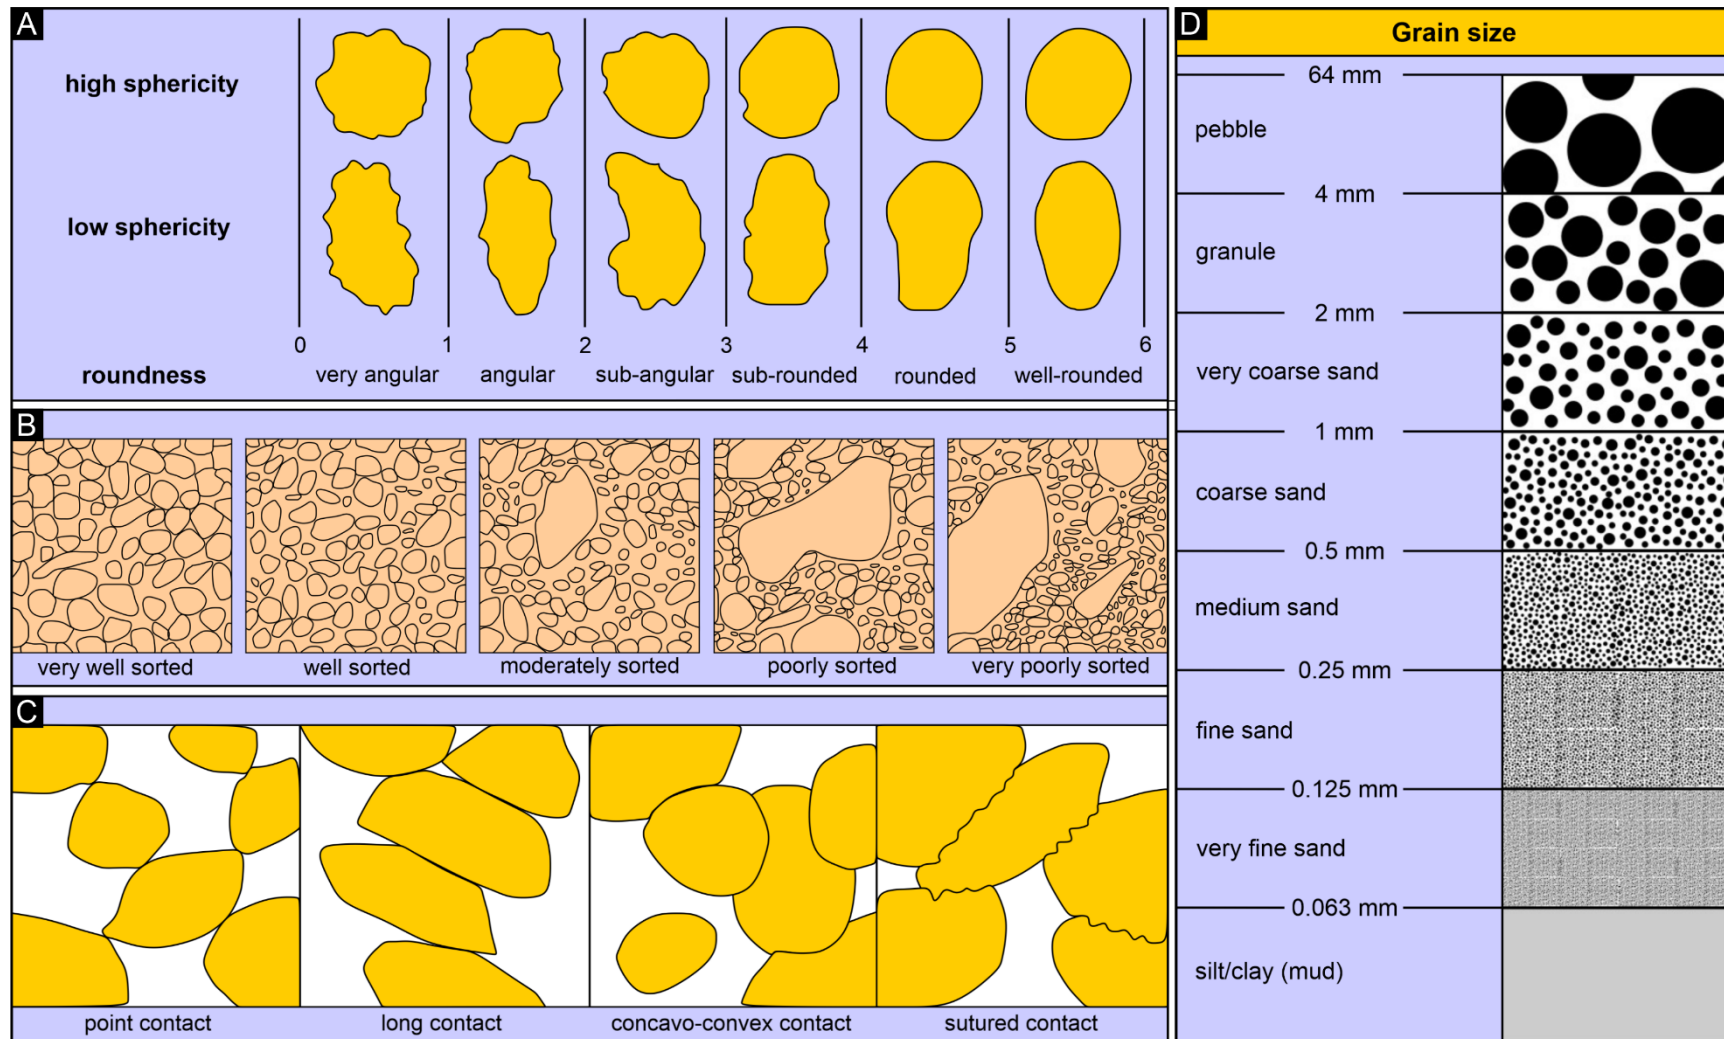 A
high sphericity
low sphericity
0 1 2 3 4 5 6
roundness very angular angular sub-angular sub-rounded rounded well-rounded
B
very well sorted well sorted moderately sorted poorly sorted very poorly sorted
C
point contact long contact concavo-convex contact sutured contact
D
Grain size
64 mm
pebble
4 mm
granule
2 mm
very coarse sand
1 mm
coarse sand
0.5 mm
medium sand
0.25 mm
fine sand
0.125 mm
very fine sand
0.063 mm
silt/clay (mud)